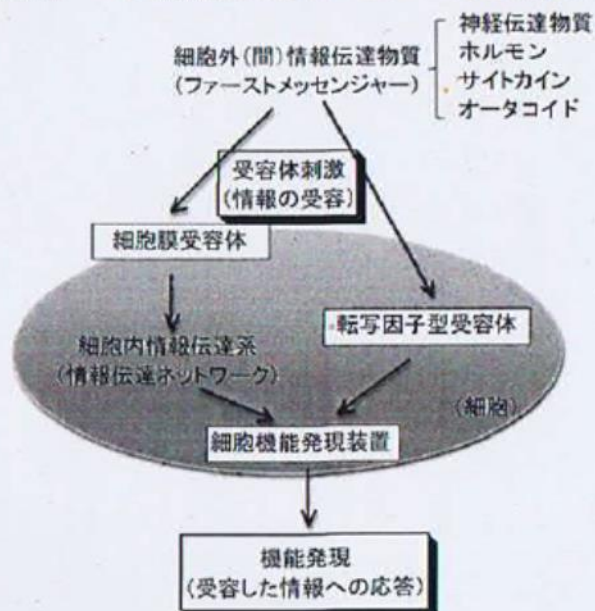 細胞外(間)情報伝達物質
(ファーストメッセンジャー)
神経伝達物質
ホルモン
サイトカイン
オータコイド
受容体刺激
(情報の受容)
細胞膜受容体
転写因子型受容体
細胞内情報伝達系
(情報伝達ネットワーク)
(細胞)
細胞機能発現装置
機能発現
(受容した情報への応答)